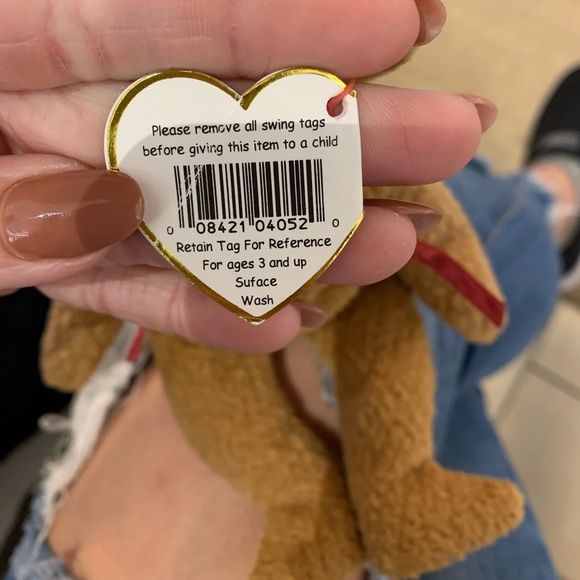 Please remove all swing tags
before giving this item to a child
0 08421 04052 0
Retain Tag For Reference
For ages 3 and up
Suface
Wash